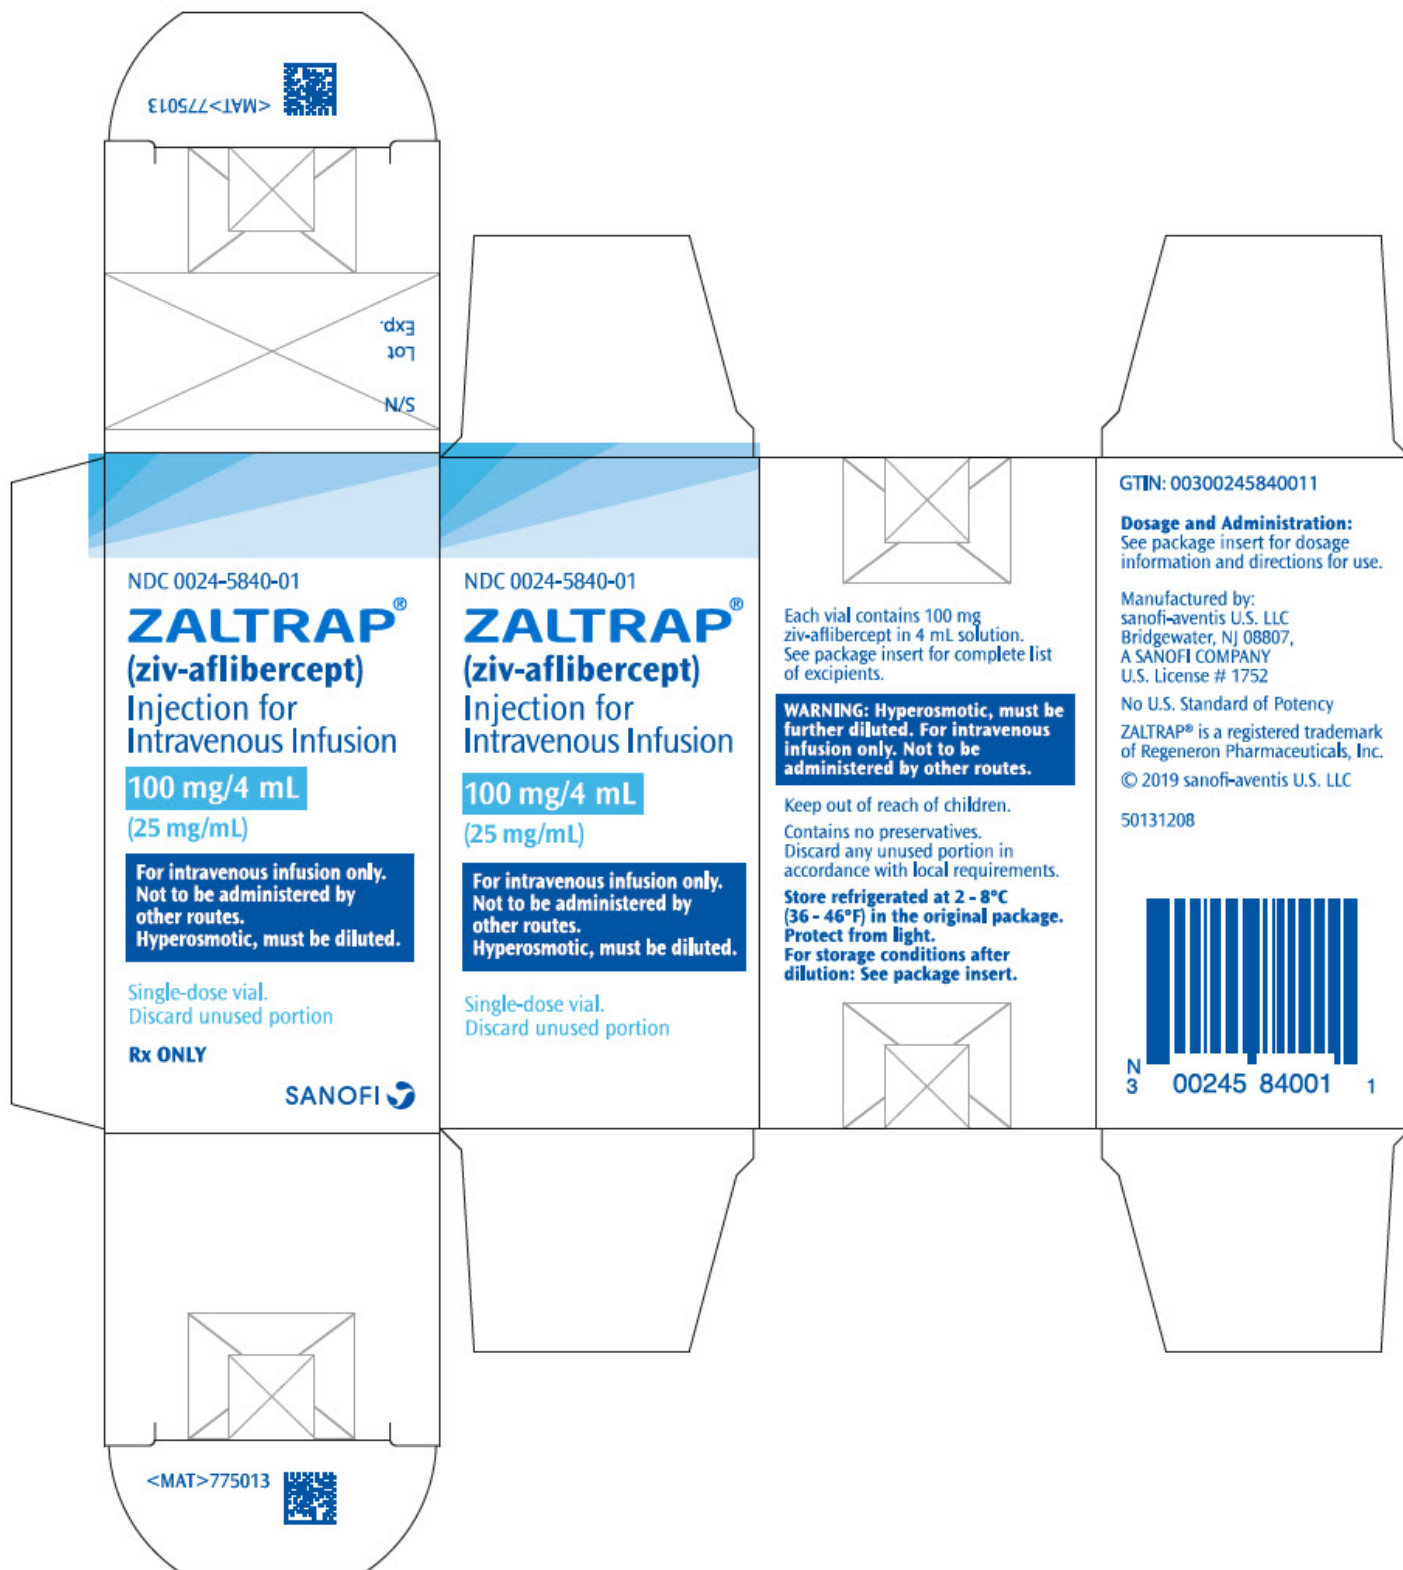 <MAT>775013
Exp.
Lot
S/N
NDC 0024-5840-01
ZALTRAP®
(ziv-aflibercept)
Injection for
Intravenous Infusion
100 mg/4 mL
(25 mg/mL)
For intravenous infusion only.
Not to be administered by
other routes.
Hyperosmotic, must be diluted.
Single-dose vial.
Discard unused portion
Rx ONLY
SANOFI
NDC 0024-5840-01
ZALTRAP®
(ziv-aflibercept)
Injection for
Intravenous Infusion
100 mg/4 mL
(25 mg/mL)
For intravenous infusion only.
Not to be administered by
other routes.
Hyperosmotic, must be diluted.
Single-dose vial.
Discard unused portion
Each vial contains 100 mg
ziv-aflibercept in 4 mL solution.
See package insert for complete list
of excipients.
WARNING: Hyperosmotic, must be
further diluted. For intravenous
infusion only. Not to be
administered by other routes.
Keep out of reach of children.
Contains no preservatives.
Discard any unused portion in
accordance with local requirements.
Store refrigerated at 2 - 8°C
(36 - 46°F) in the original package.
Protect from light.
For storage conditions after
dilution: See package insert.
GTIN: 00300245840011
Dosage and Administration:
See package insert for dosage
information and directions for use.
Manufactured by:
sanofi-aventis U.S. LLC
Bridgewater, NJ 08807,
A SANOFI COMPANY
U.S. License # 1752
No U.S. Standard of Potency
ZALTRAP® is a registered trademark
of Regeneron Pharmaceuticals, Inc.
© 2019 sanofi-aventis U.S. LLC
50131208
N
3 00245 84001 1
<MAT>775013